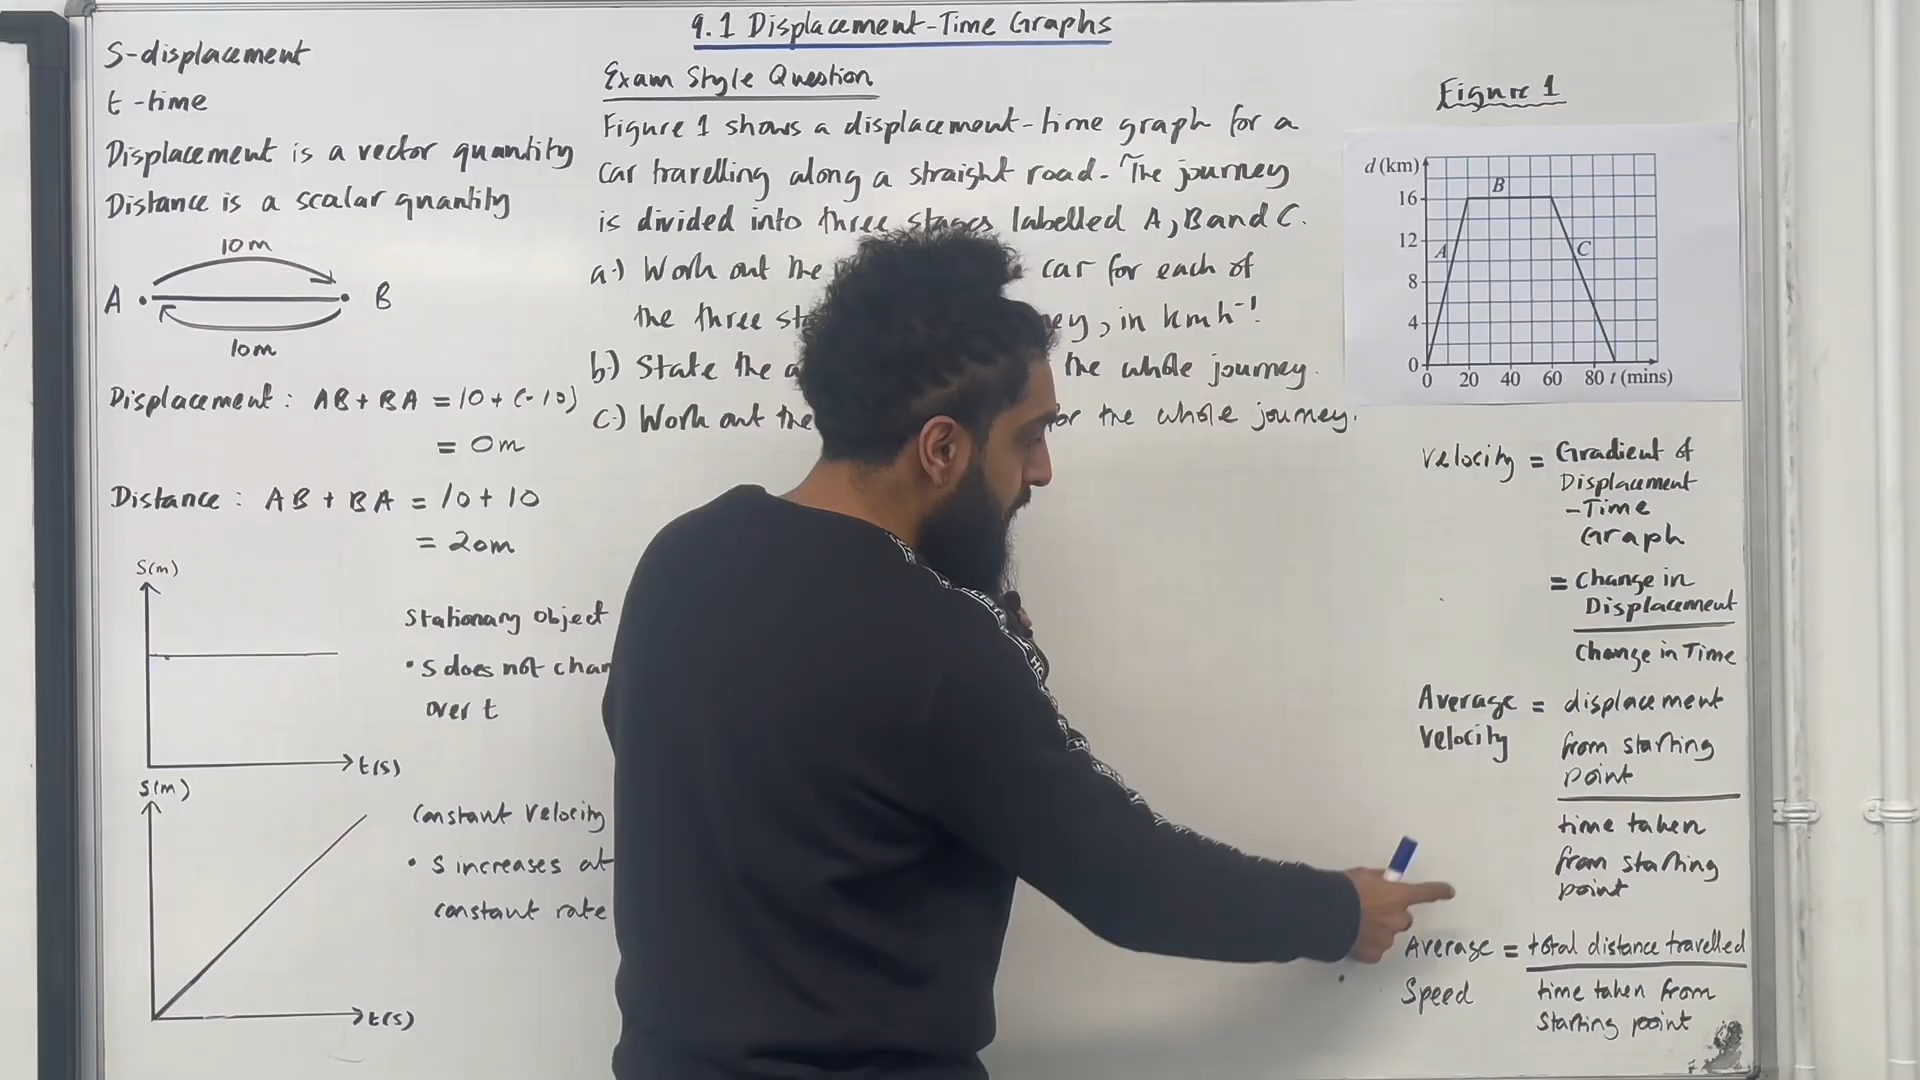 9.1 Displacement-Time Graphs
S-displacement
t-time
Displacement is a vector quantity
Distance is a scalar quantity
10m
A
B
10m
Displacement: AB + BA = 10 + (-10)
= 0m
Distance: AB + BA = 10 + 10
= 20m
S(m)
Stationary Object
• S does not
over t
t(s)
S(m)
Constant Velocity
• S increases at
constant rate
t(s)
Exam Style Question
Figure 1 shows a displacement-time graph for a
car travelling along a straight road. The journey
is divided into three stages labelled A, B and C.
a.) Work out the car for each of
the three in kmh⁻¹.
b.) State the the whole journey.
c.) Work out the for the whole journey.
Figure 1
d (km)
16
12
8
4
0
A
B
C
0 20 40 60 80 t (mins)
Velocity = Gradient of
Displacement
-Time
Graph
= Change in
Displacement
Change in Time
Average = displacement
Velocity from starting
point
time taken
from starting
point
Average = total distance travelled
Speed time taken from
starting point